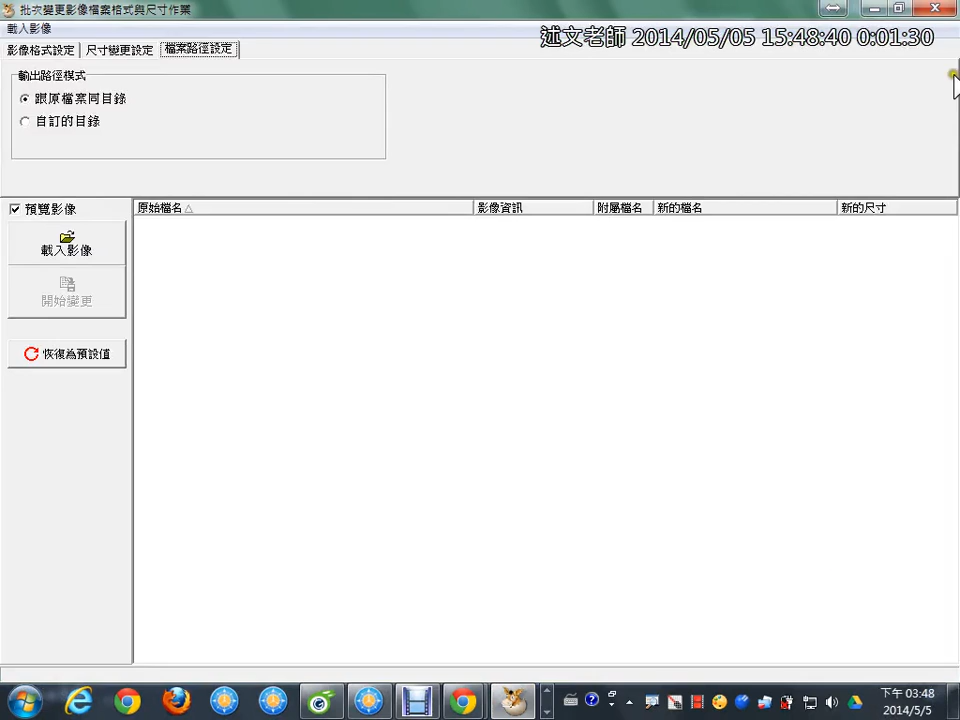 批次變更影像檔案格式與尺寸作業
載入影像
述文老師 2014/05/05 15:48:40 0:01:30
影像格式設定 尺寸變更設定 檔案路徑設定
輸出路徑模式
跟原檔案同目錄
自訂的目錄
預覽影像
原始檔名 影像資訊 附屬檔名 新的檔名 新的尺寸
載入影像
開始變更
恢復為預設值
下午 03:48
2014/5/5